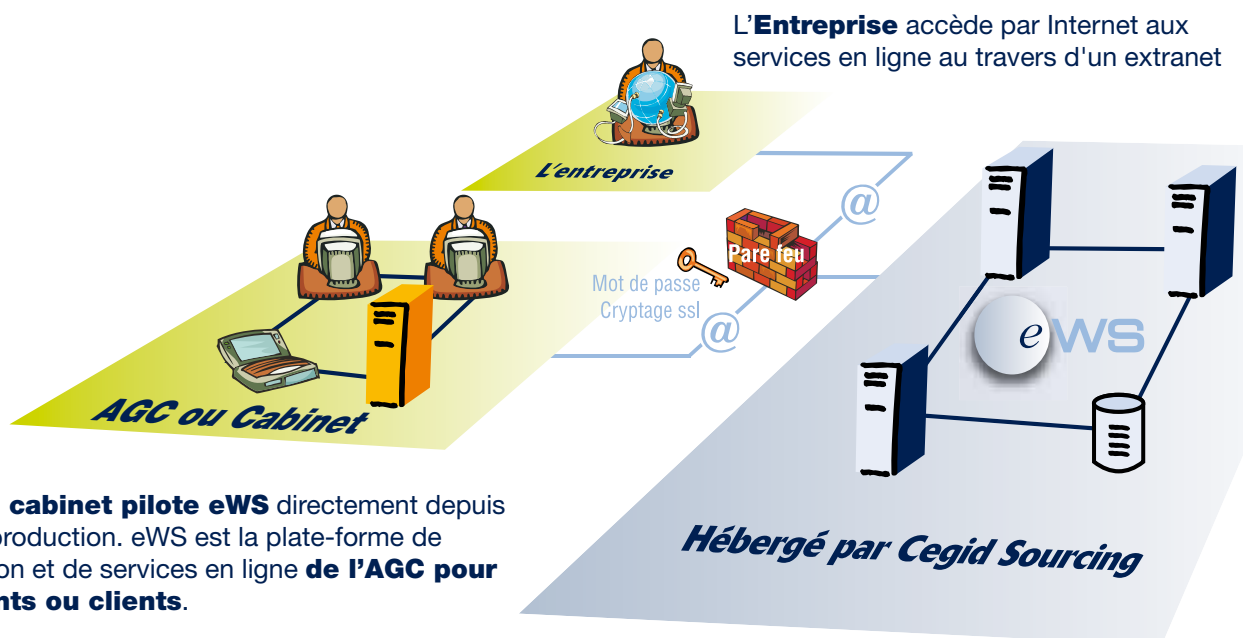 L'Entreprise accède par Internet aux
services en ligne au travers d'un extranet
L'entreprise
@
Pare feu
Mot de passe
Cryptage ssl
@
eWS
AGC ou Cabinet
cabinet pilote eWS directement depuis
production. eWS est la plate-forme de
on et de services en ligne de l'AGC pour
nts ou clients.
Hébergé par Cegid Sourcing